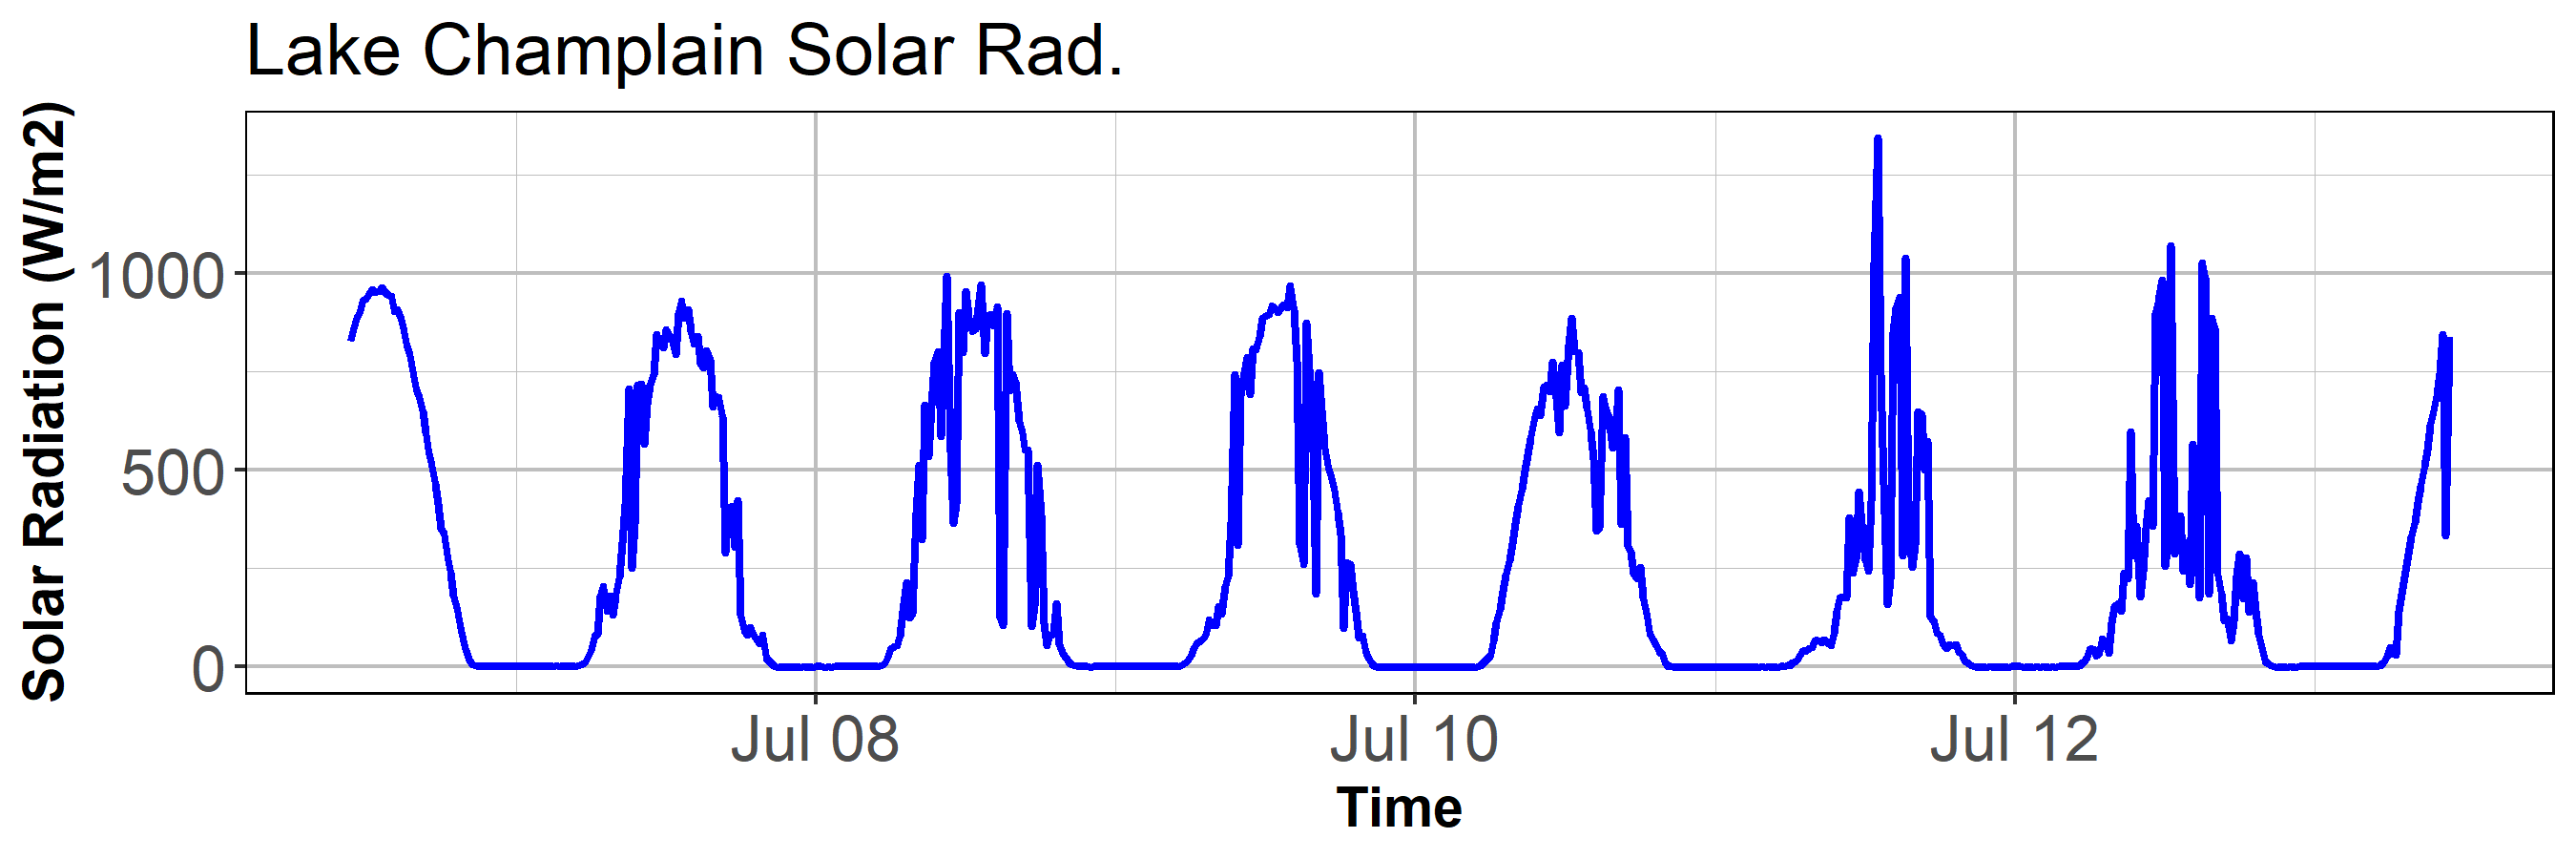 Lake Champlain Solar Rad.
Solar Radiation (W/m2)
1000
500
0
Jul 08
Jul 10
Jul 12
Time